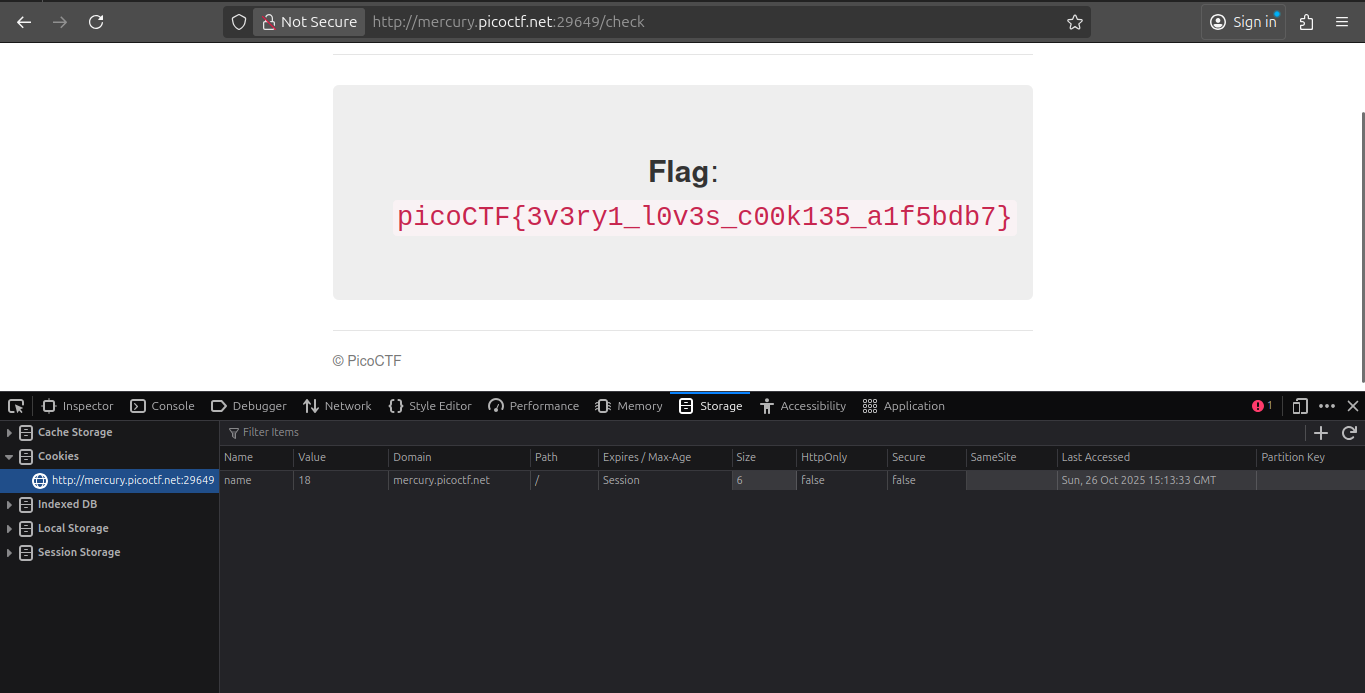 Not Secure http://mercury.picoctf.net:29649/check Sign in
Flag:
picoCTF{3v3ry1_l0v3s_c00k135_a1f5bdb7}
© PicoCTF
Inspector Console Debugger Network Style Editor Performance Memory Storage Accessibility Application 1
Cache Storage Filter Items
Cookies Name Value Domain Path Expires / Max-Age Size HttpOnly Secure SameSite Last Accessed Partition Key
http://mercury.picoctf.net:29649 name 18 mercury.picoctf.net / Session 6 false false Sun, 26 Oct 2025 15:13:33 GMT
Indexed DB
Local Storage
Session Storage